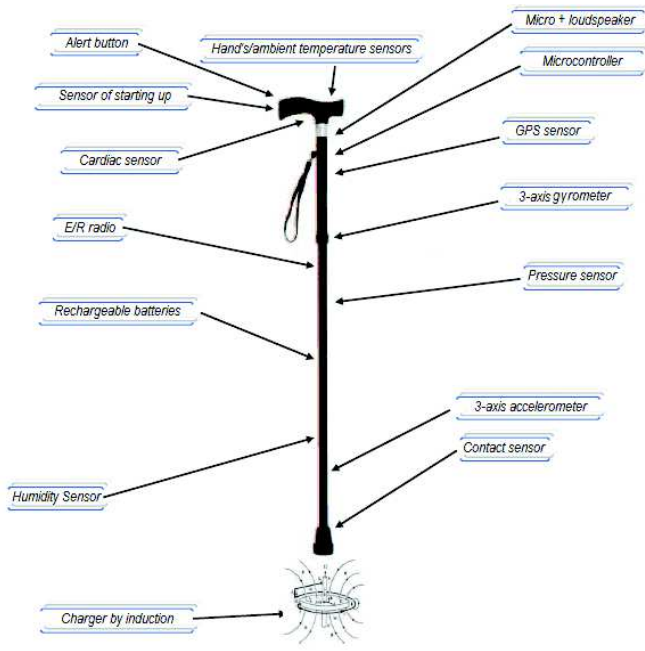 Micro + loudspeaker
Alert button
Hand's/ambient temperature sensors
Microcontroller
Sensor of starting up
GPS sensor
Cardiac sensor
3-axis gyrometer
E/R radio
Pressure sensor
Rechargeable batteries
3-axis accelerometer
Contact sensor
Humidity Sensor
Charger by induction